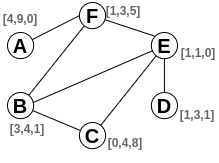 [4,9,0] F [1,3,5]
A E [1,1,0]
B D [1,3,1]
[3,4,1] C [0,4,8]